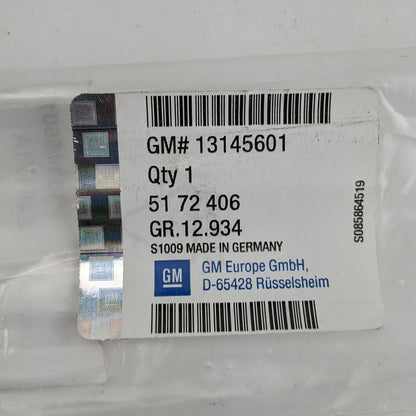 GM# 13145601
Qty 1
51 72 406
GR.12.934
S1009 MADE IN GERMANY
GM
GM Europe GmbH,
D-65428 Rüsselsheim
S085864519